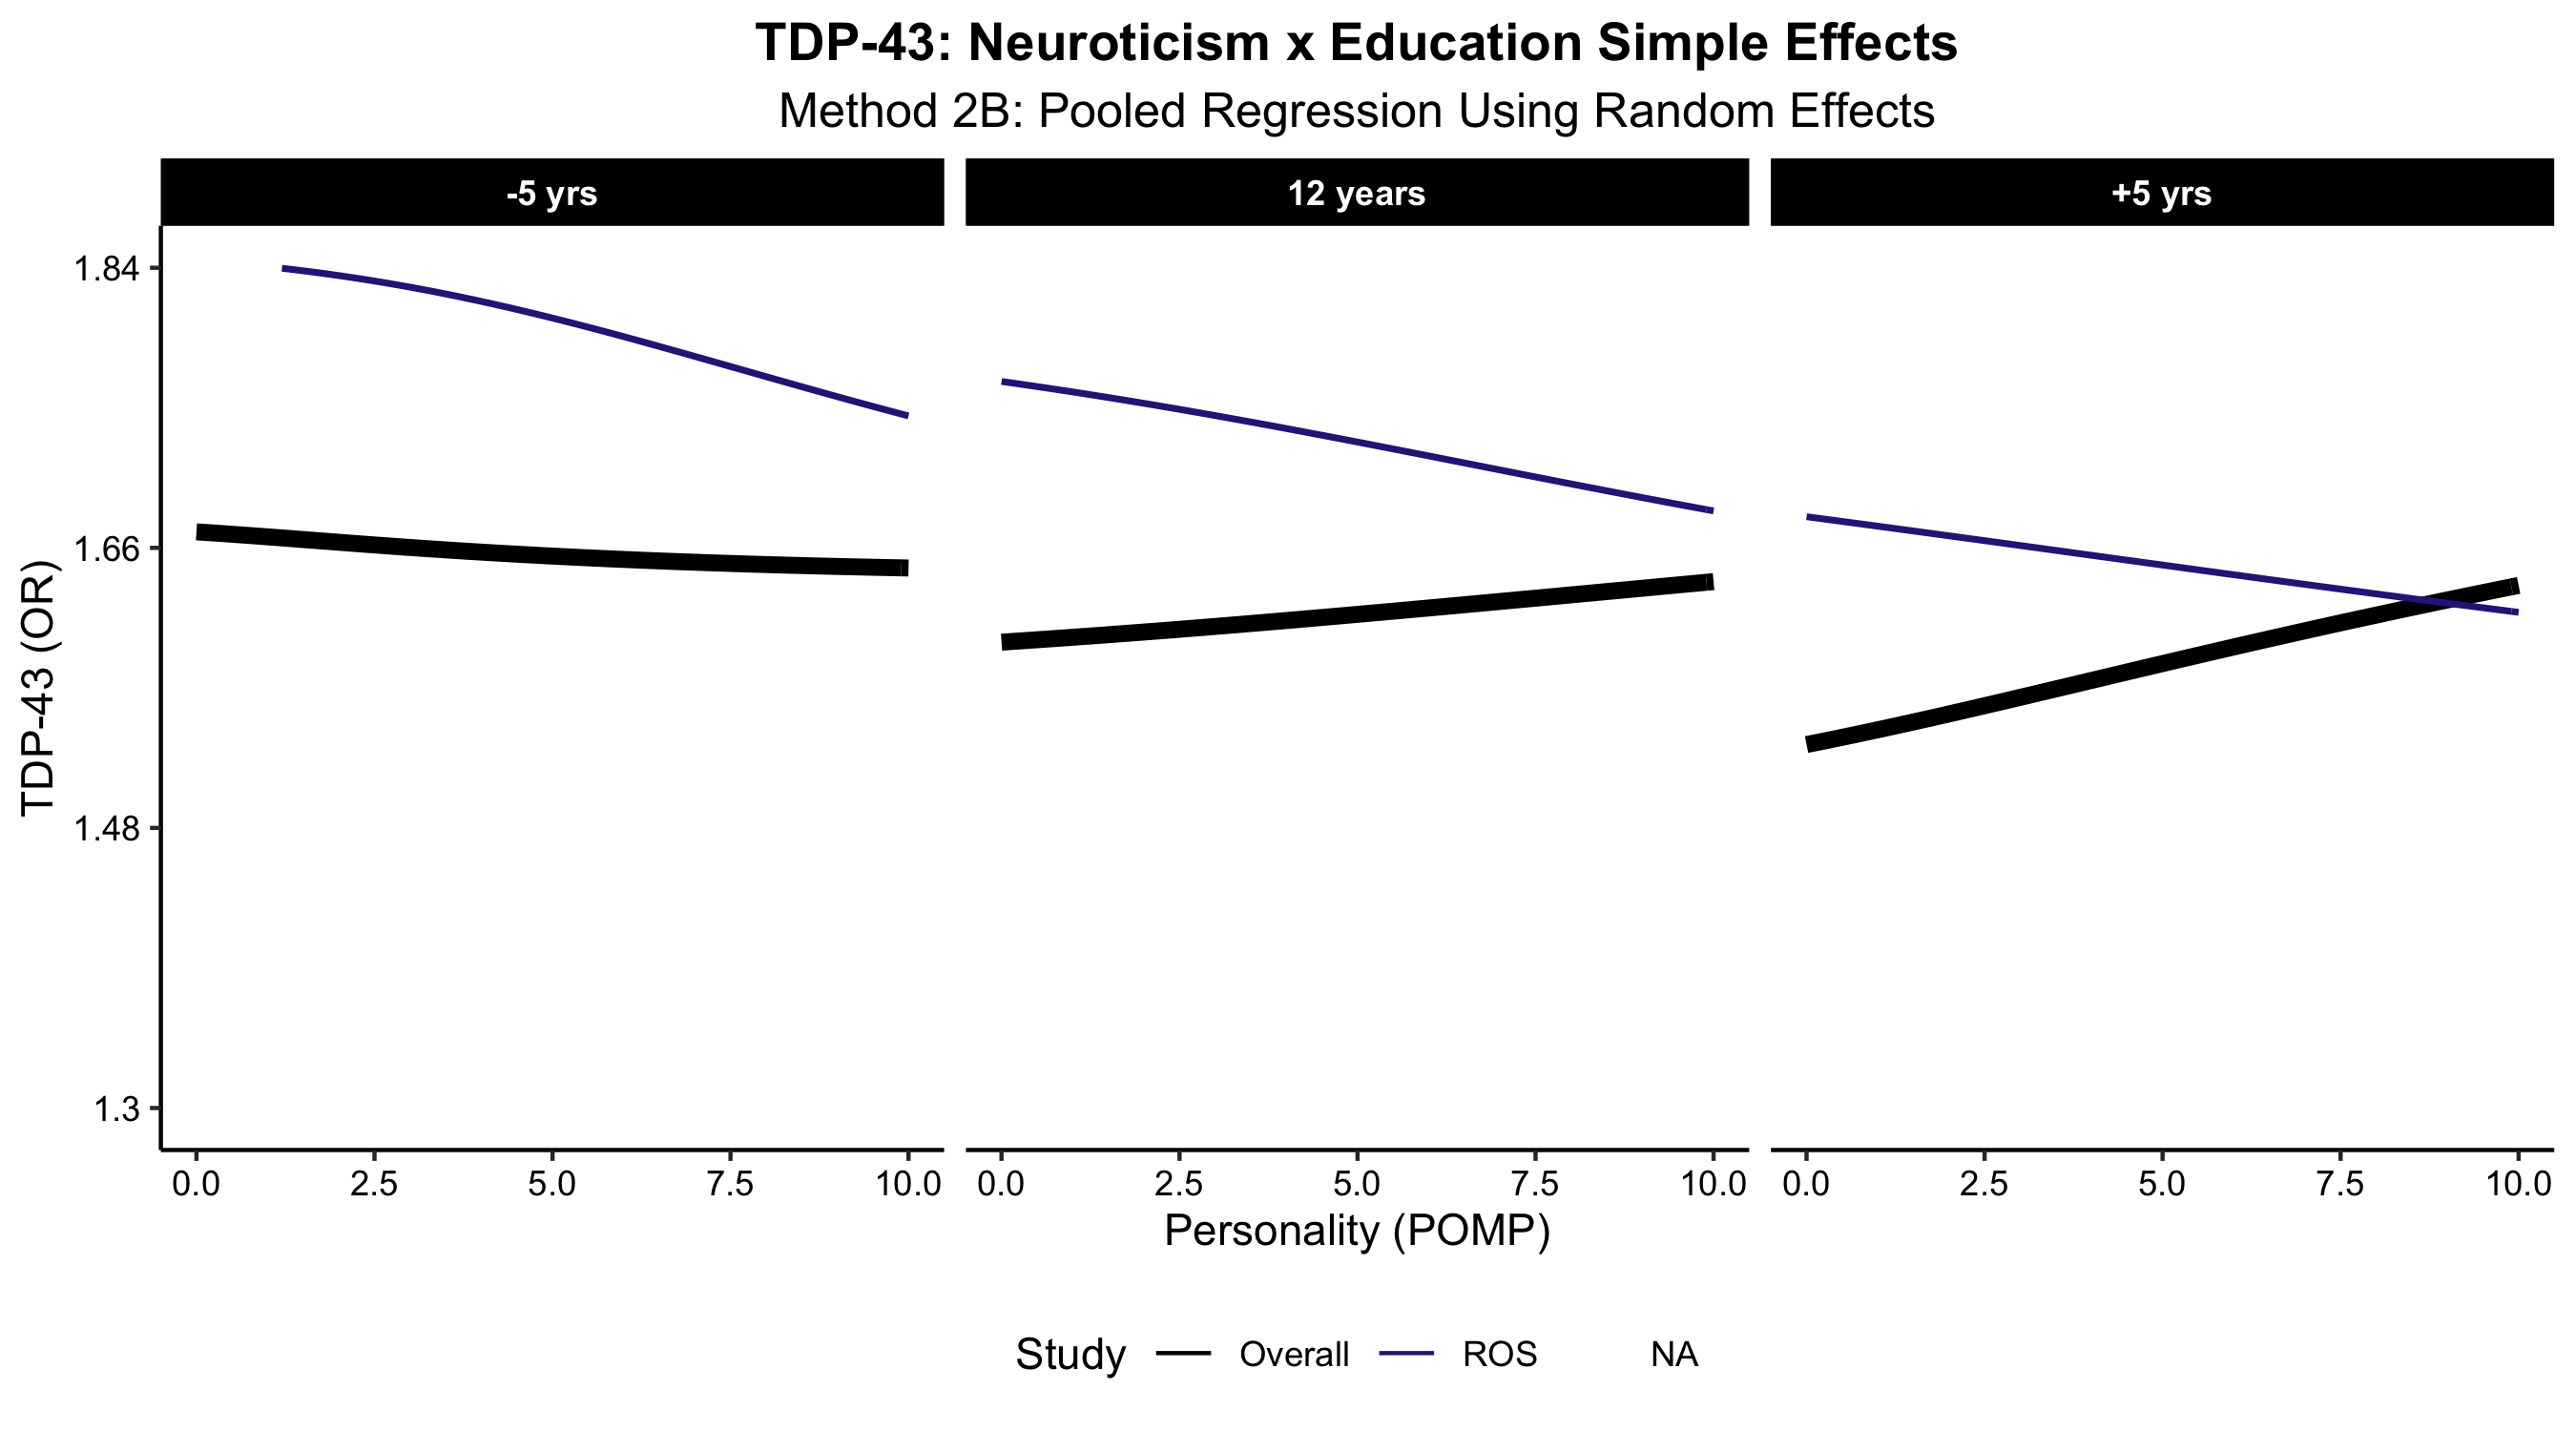 TDP-43: Neuroticism x Education Simple Effects
Method 2B: Pooled Regression Using Random Effects
-5 yrs 12 years +5 yrs
TDP-43 (OR)
1.84
1.66
1.48
1.3
0.0 2.5 5.0 7.5 10.0 0.0 2.5 5.0 7.5 10.0 0.0 2.5 5.0 7.5 10.0
Personality (POMP)
Study Overall ROS NA